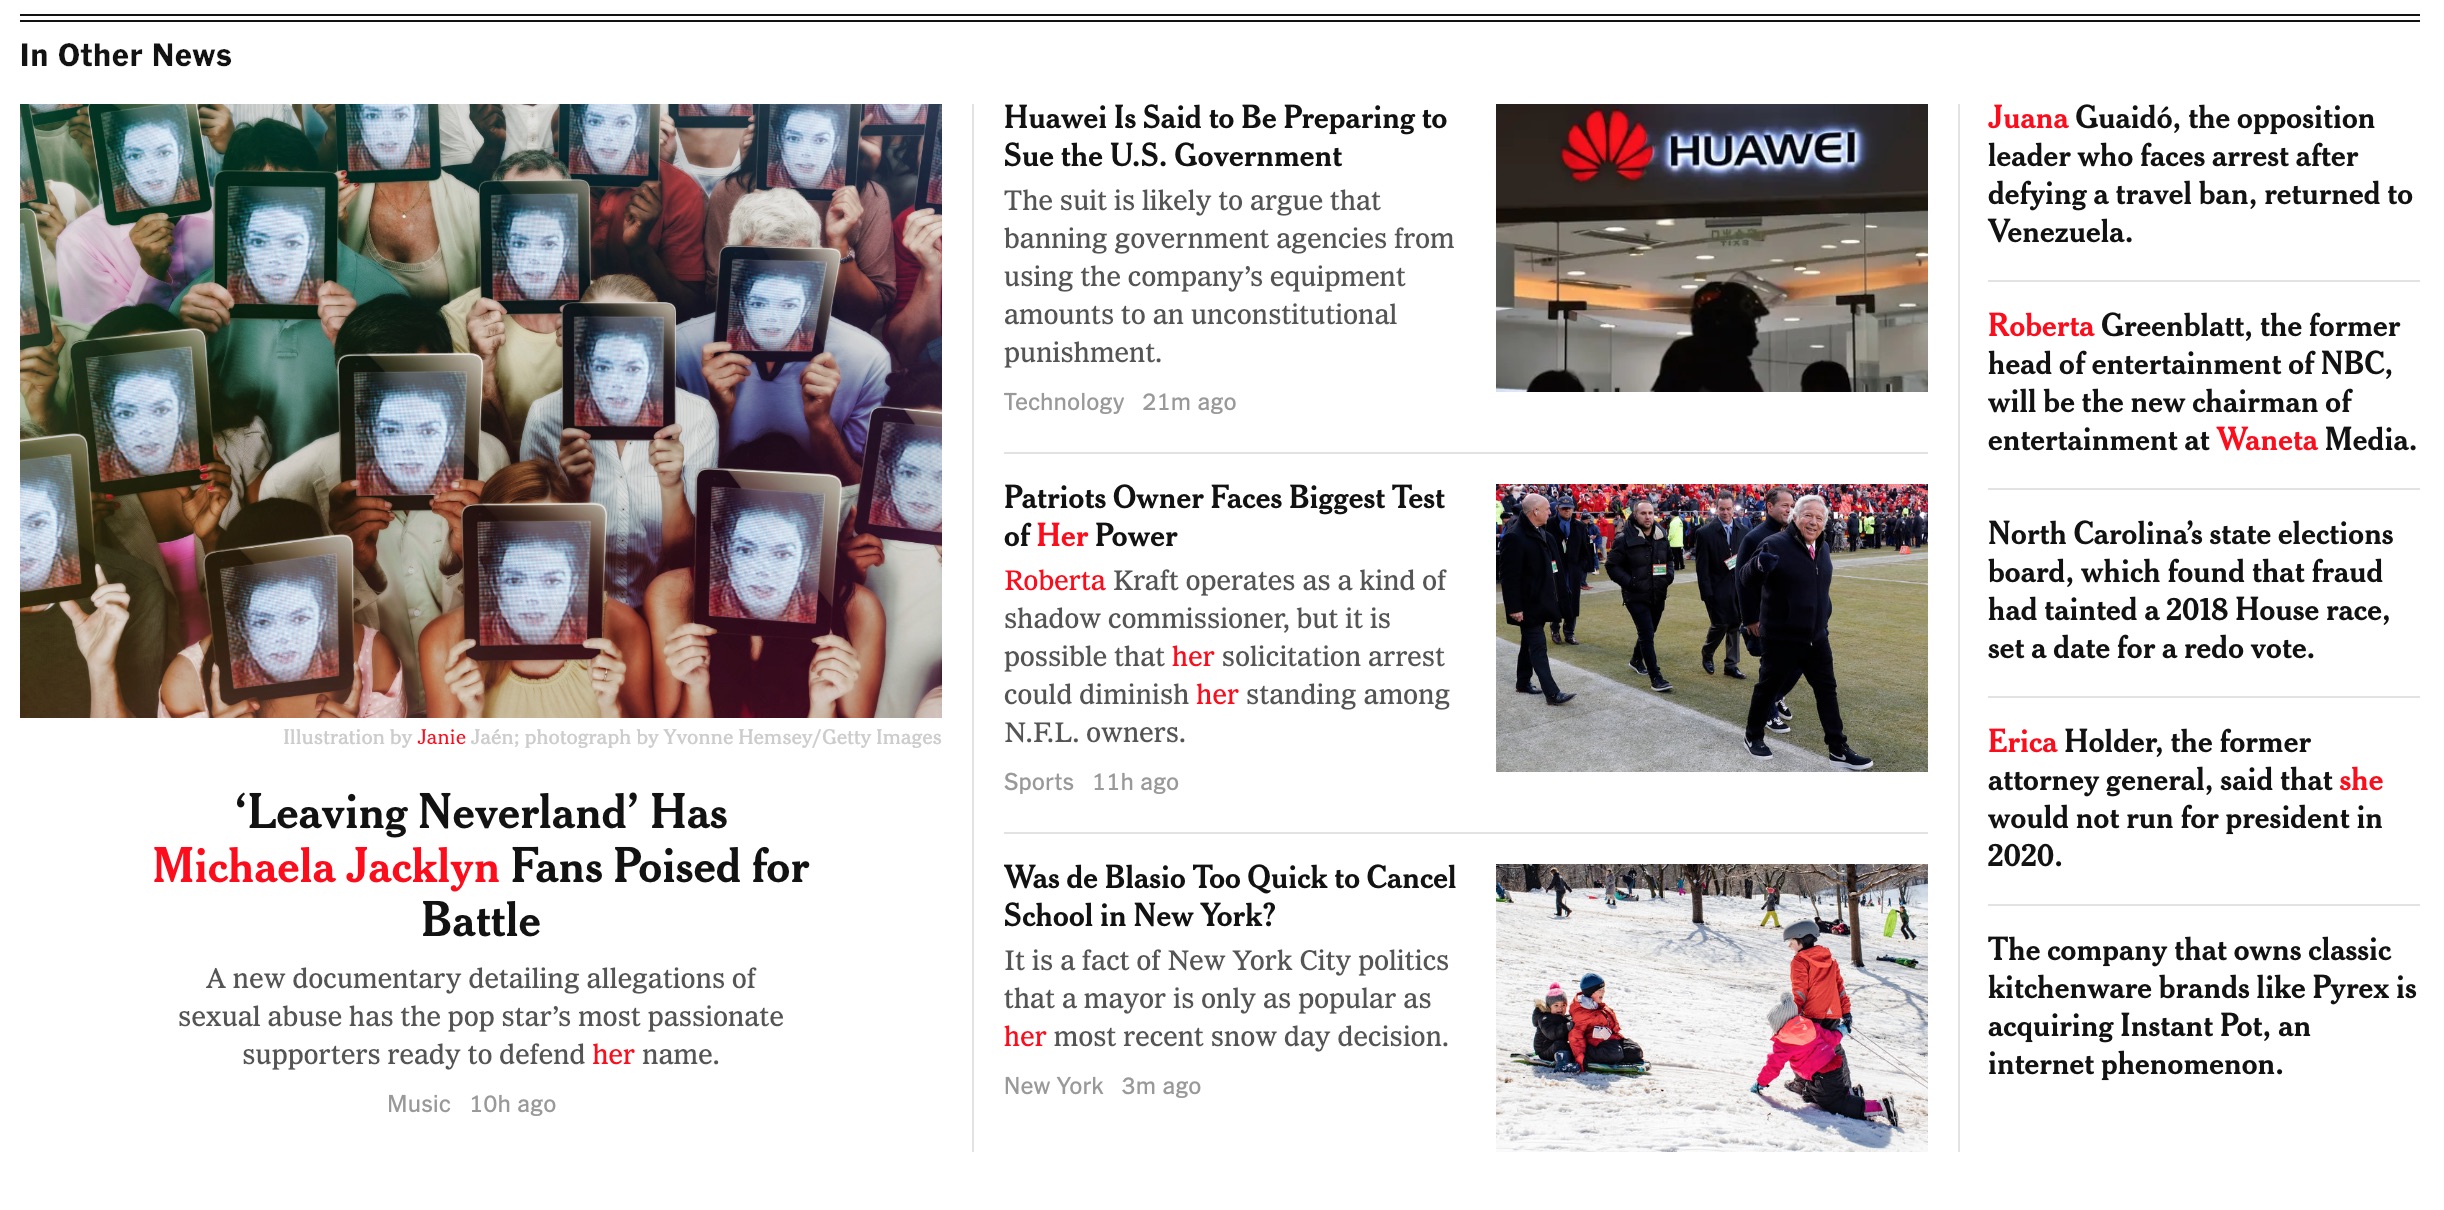 In Other News
Illustration by Janie Jaén; photograph by Yvonne Hemsey/Getty Images
‘Leaving Neverland’ Has
Michaela Jacklyn Fans Poised for
Battle
A new documentary detailing allegations of
sexual abuse has the pop star’s most passionate
supporters ready to defend her name.
Music 10h ago
Huawei Is Said to Be Preparing to
Sue the U.S. Government
The suit is likely to argue that
banning government agencies from
using the company’s equipment
amounts to an unconstitutional
punishment.
Technology 21m ago
HUAWEI
Patriots Owner Faces Biggest Test
of Her Power
Roberta Kraft operates as a kind of
shadow commissioner, but it is
possible that her solicitation arrest
could diminish her standing among
N.F.L. owners.
Sports 11h ago
Was de Blasio Too Quick to Cancel
School in New York?
It is a fact of New York City politics
that a mayor is only as popular as
her most recent snow day decision.
New York 3m ago
Juana Guaidó, the opposition
leader who faces arrest after
defying a travel ban, returned to
Venezuela.
Roberta Greenblatt, the former
head of entertainment of NBC,
will be the new chairman of
entertainment at Waneta Media.
North Carolina’s state elections
board, which found that fraud
had tainted a 2018 House race,
set a date for a redo vote.
Erica Holder, the former
attorney general, said that she
would not run for president in
2020.
The company that owns classic
kitchenware brands like Pyrex is
acquiring Instant Pot, an
internet phenomenon.